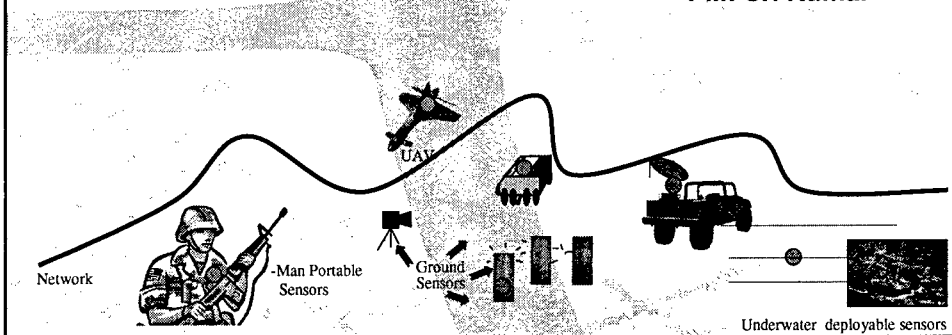 UAV
Network
-Man Portable
Sensors
Ground
Sensors
Underwater deployable sensors